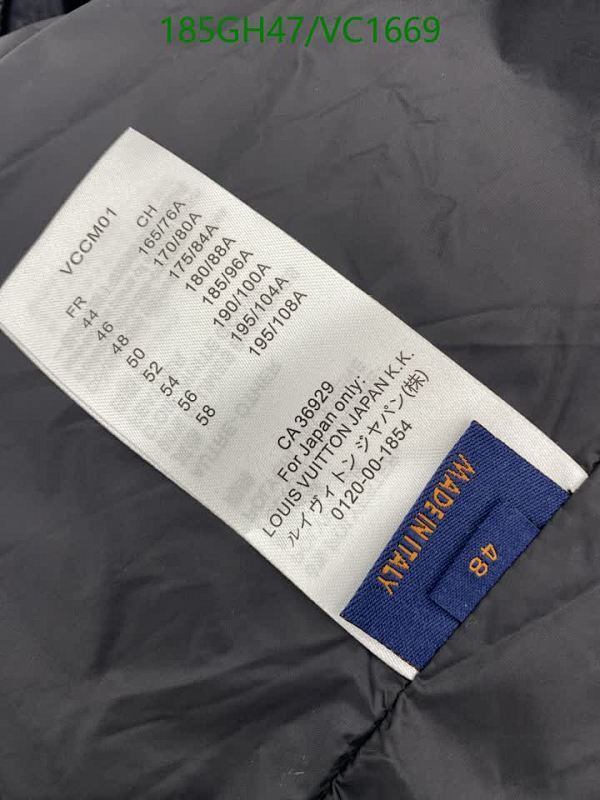 185GH47/VC1669
VCCM01
FR CH
44 165/76A
46 170/80A
48 175/84A
50 180/88A
52 185/96A
54 190/100A
56 195/104A
58 195/108A
CA 36929
For Japan only:
LOUIS VUITTON JAPAN K.K.
ルイヴィトンジャパン(株)
0120-00-1854
MADE IN ITALY
48